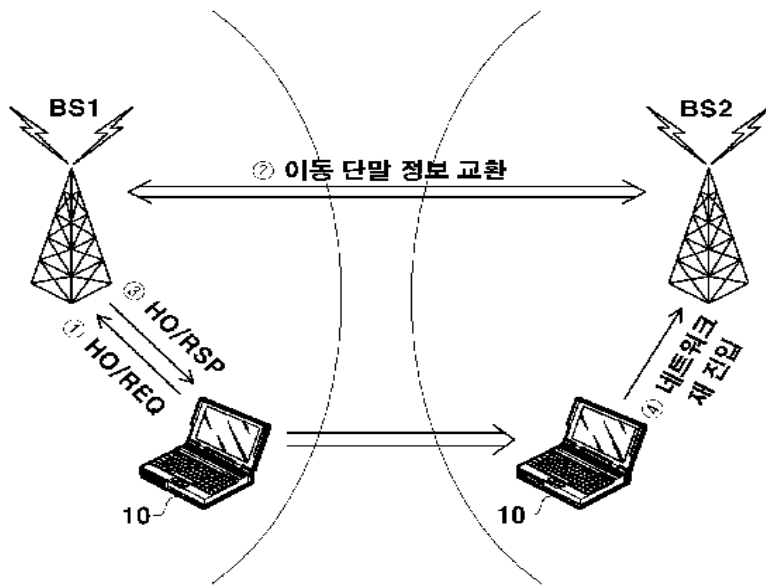 BS1
BS2
② 이동 단말 정보 교환
③ HO/RSP
① HO/REQ
④ 네트워크
재 진입
10
10